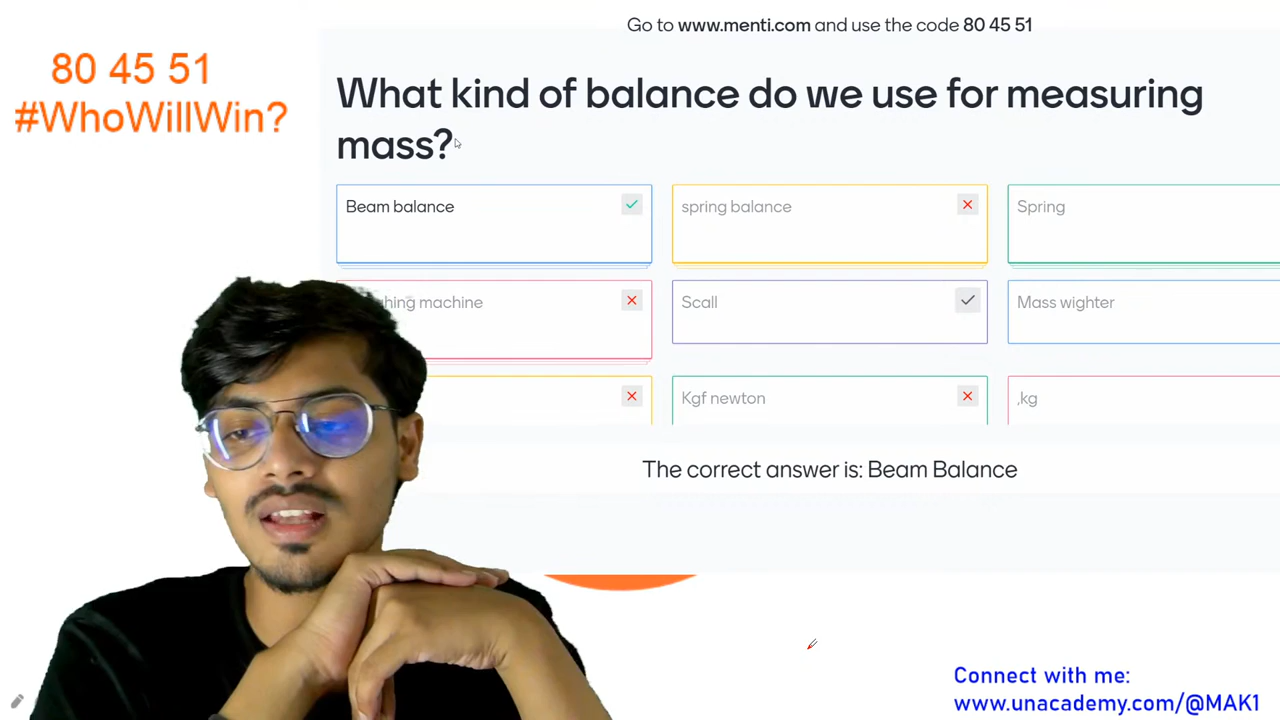 Go to www.menti.com and use the code 80 45 51
80 45 51
#WhoWillWin?
What kind of balance do we use for measuring
mass?
Beam balance
spring balance
Spring
machine
Scall
Mass wighter
Kgf newton
,kg
The correct answer is: Beam Balance
Connect with me:
www.unacademy.com/@MAK1